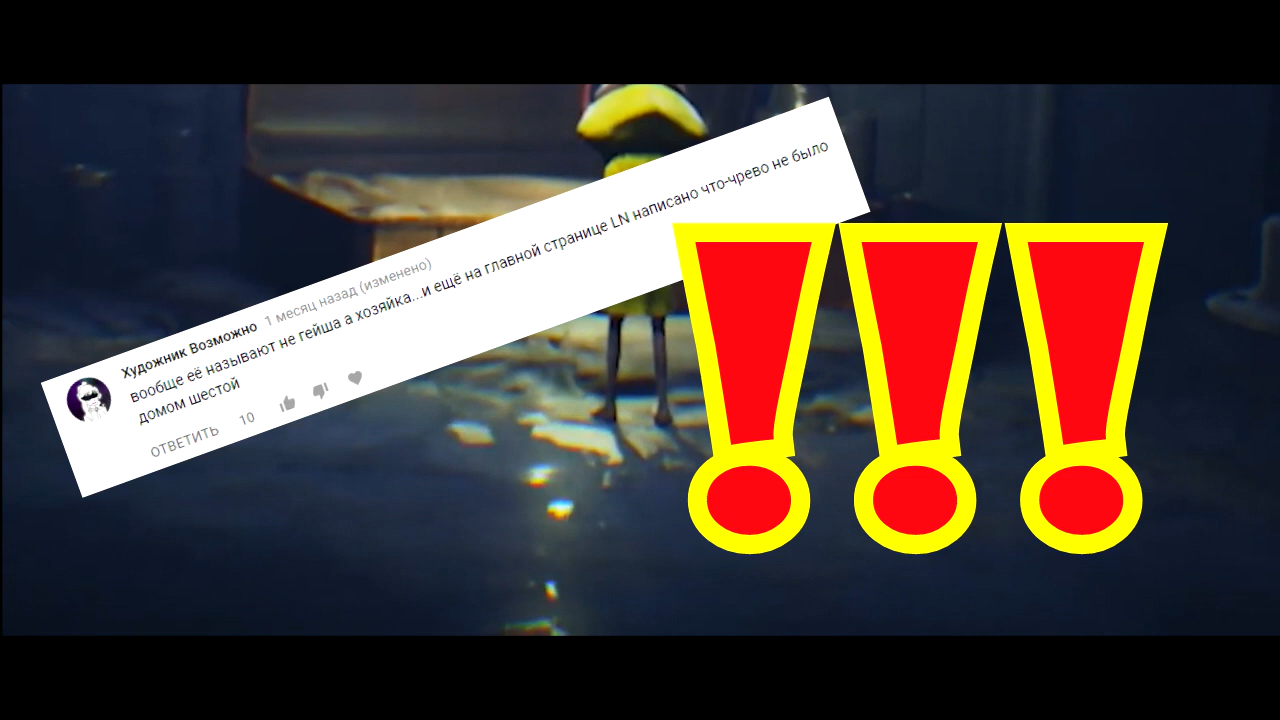 Художник Возможно 1 месяц назад (изменено)
вообще её называют не гейша а хозяйка...и ещё на главной странице LN написано что-чрево не было
домом шестой
ОТВЕТИТЬ 10
!!!